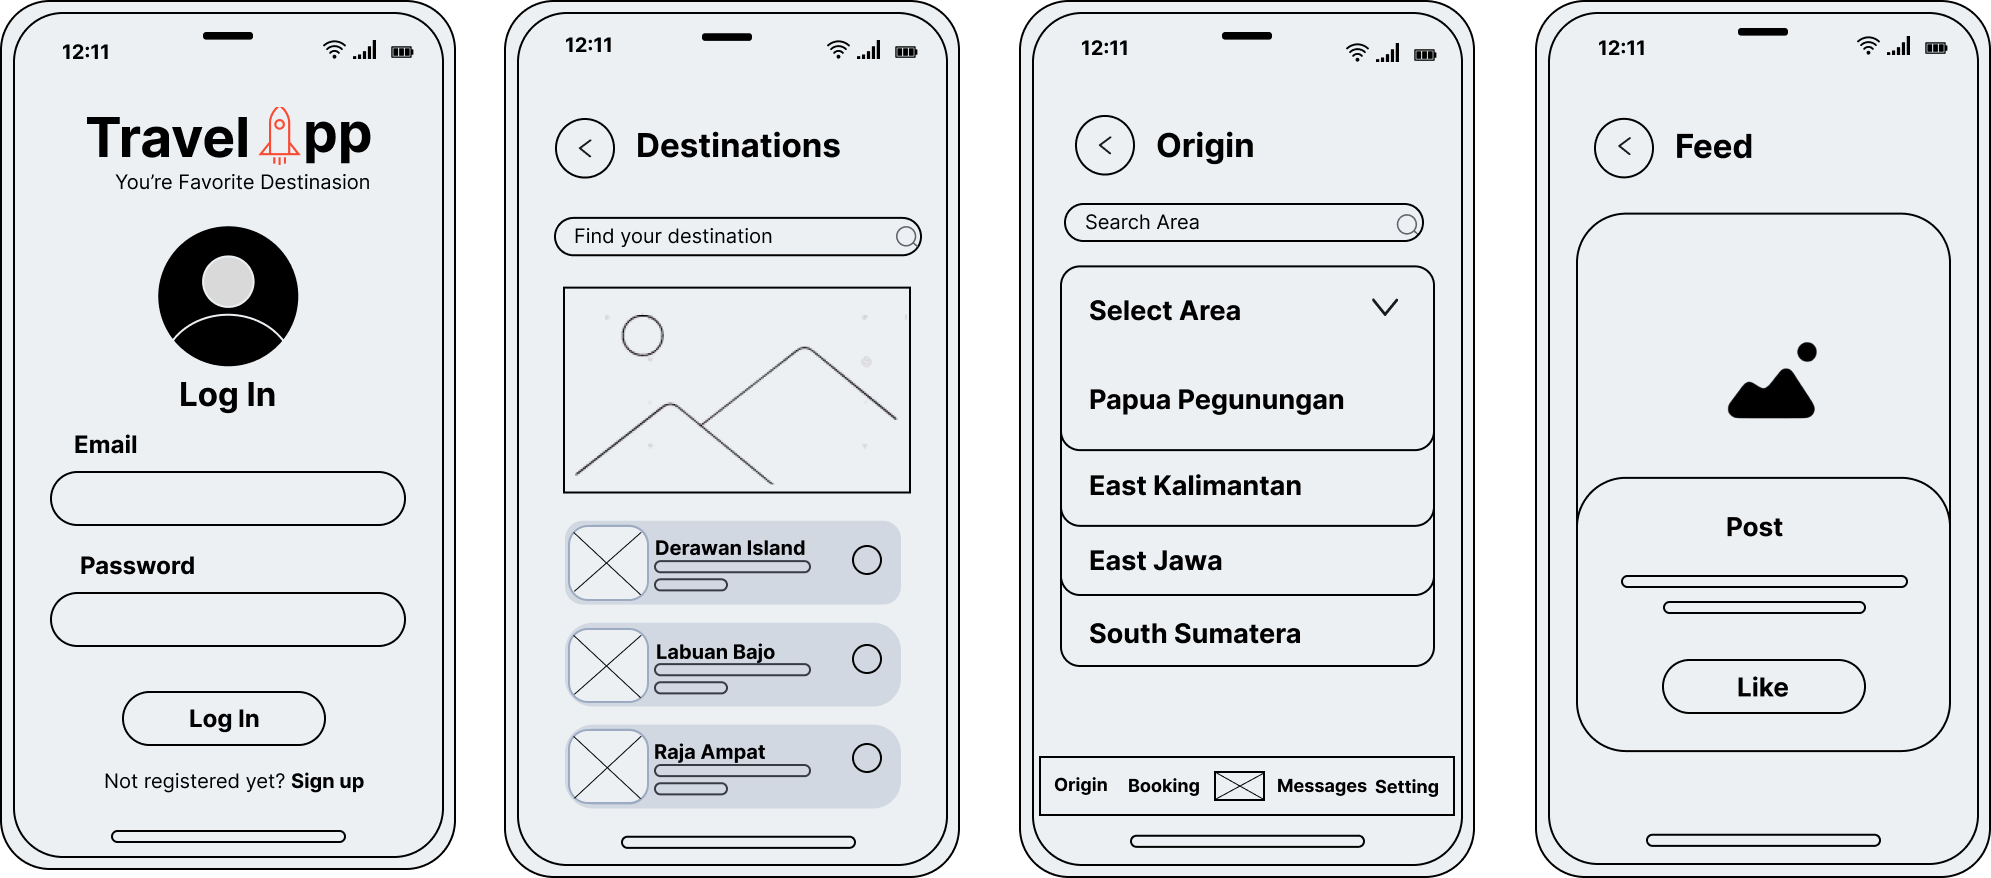 12:11
Travel pp
You're Favorite Destinasion
Log In
Email
Password
Log In
Not registered yet? Sign up
12:11
Destinations
Find your destination
Derawan Island
Labuan Bajo
Raja Ampat
12:11
Origin
Search Area
Select Area
Papua Pegunungan
East Kalimantan
East Jawa
South Sumatera
Origin Booking Messages Setting
12:11
Feed
Post
Like